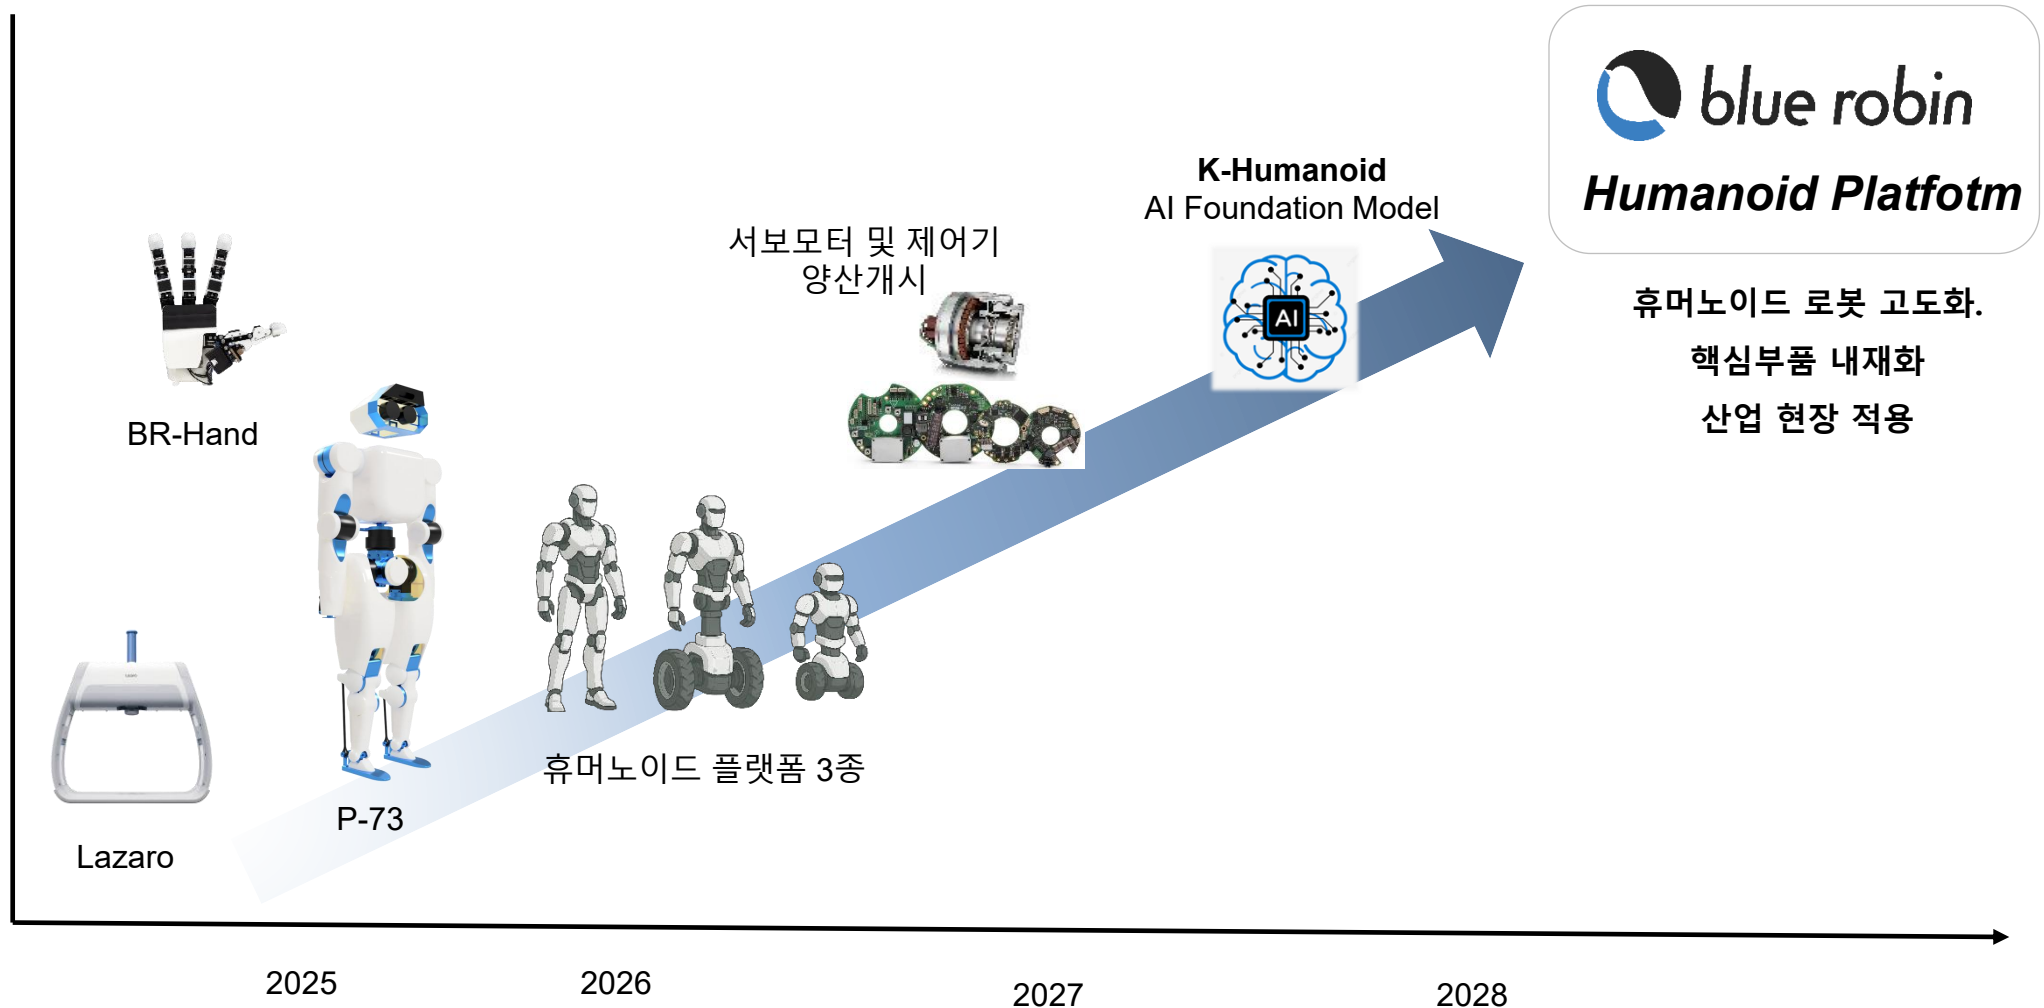 blue robin
Humanoid Platfotm
K-Humanoid
AI Foundation Model
서보모터 및 제어기
양산개시
AI
휴머노이드 로봇 고도화.
핵심부품 내재화
산업 현장 적용
BR-Hand
휴머노이드 플랫폼 3종
P-73
Lazaro
2025
2026
2027
2028